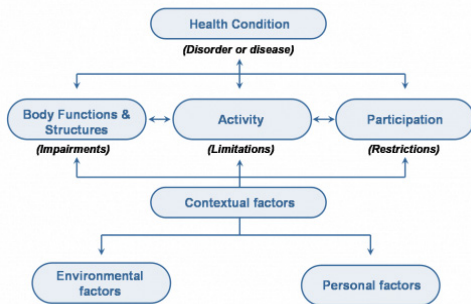 Health Condition
(Disorder or disease)
Body Functions &
Structures
Activity
Participation
(Impairments)
(Limitations)
(Restrictions)
Contextual factors
Environmental
factors
Personal factors